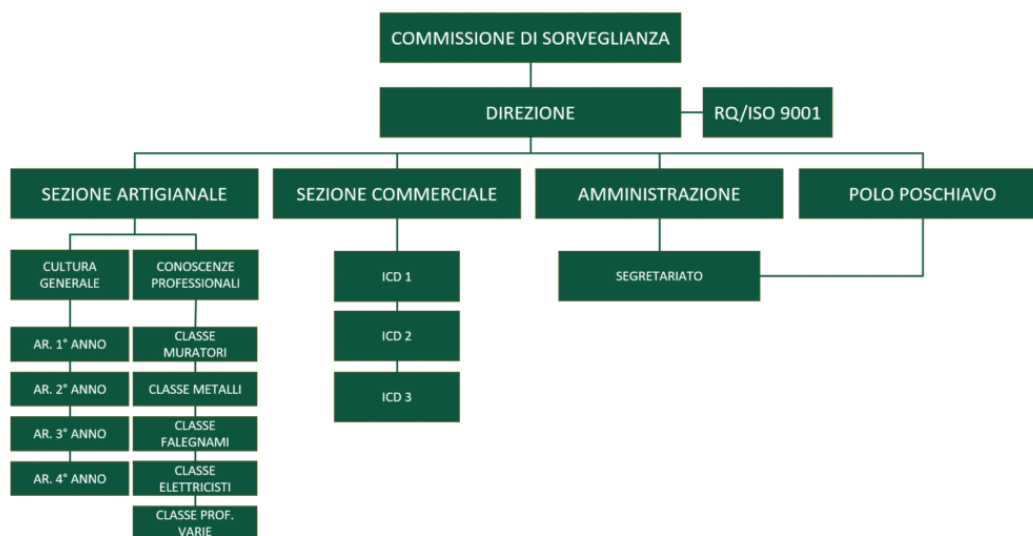 COMMISSIONE DI SORVEGLIANZA
DIREZIONE
RQ/ISO 9001
SEZIONE ARTIGIANALE
SEZIONE COMMERCIALE
AMMINISTRAZIONE
POLO POSCHIAVO
CULTURA
GENERALE
CONOSCENZE
PROFESSIONALI
ICD 1
SEGRETARIATO
AR. 1° ANNO
CLASSE
MURATORI
ICD 2
AR. 2° ANNO
CLASSE METALLI
ICD 3
AR. 3° ANNO
CLASSE
FALEGNAMI
AR. 4° ANNO
CLASSE
ELETTRICISTI
CLASSE PROF.
VARIE